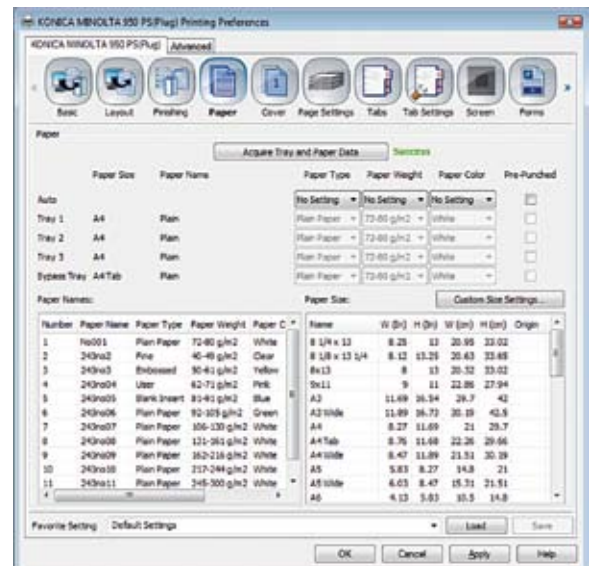 KONICA MINOLTA 950 PS(Plug) Printing Preferences
KONICA MINOLTA 950 PS(Plug) Advanced
Basic Layout Finishing Paper Cover Page Settings Tabs Tab Settings Screen Forms
Paper
Acquire Tray and Paper Data Success
Paper Size Paper Name Paper Type Paper Weight Paper Color Pre-Punched
Auto No Setting No Setting No Setting
Tray 1 A4 Plain Plain Paper 72-80 g/m2 White
Tray 2 A4 Plain Plain Paper 72-80 g/m2 White
Tray 3 A4 Plain Plain Paper 72-80 g/m2 White
Bypass Tray A4 Tab Plain Plain Paper 72-80 g/m2 White
Paper Names: Paper Size: Custom Size Settings...
Number Paper Name Paper Type Paper Weight Paper C Name W (in) H (in) W (cm) H (cm) Origin
1 No001 Plain Paper 72-80 g/m2 White 8 1/4 x 13 8.25 13 20.95 33.02
2 243no2 Fine 40-49 g/m2 Clear 8 1/8 x 13 1/4 8.12 13.25 20.63 33.65
3 243no3 Embossed 50-61 g/m2 Yellow 8x13 8 13 20.32 33.02
4 243no04 User 62-71 g/m2 Pink 9x11 9 11 22.86 27.94
5 243no05 Blank Insert 81-91 g/m2 Blue A3 11.69 16.54 29.7 42
6 243no06 Plain Paper 92-105 g/m2 Green A3 Wide 11.89 16.73 30.19 42.5
7 243no07 Plain Paper 106-130 g/m2 White A4 8.27 11.69 21 29.7
8 243no08 Plain Paper 131-161 g/m2 White A4 Tab 8.76 11.68 22.26 29.66
9 243no09 Plain Paper 162-216 g/m2 White A4 Wide 8.47 11.89 21.51 30.19
10 243no10 Plain Paper 217-244 g/m2 White A5 5.83 8.27 14.8 21
11 243no11 Plain Paper 245-300 g/m2 White A5 Wide 6.03 8.47 15.31 21.51
A6 4.13 5.83 10.5 14.8
Favorite Setting Default Settings Load Save
OK Cancel Apply Help